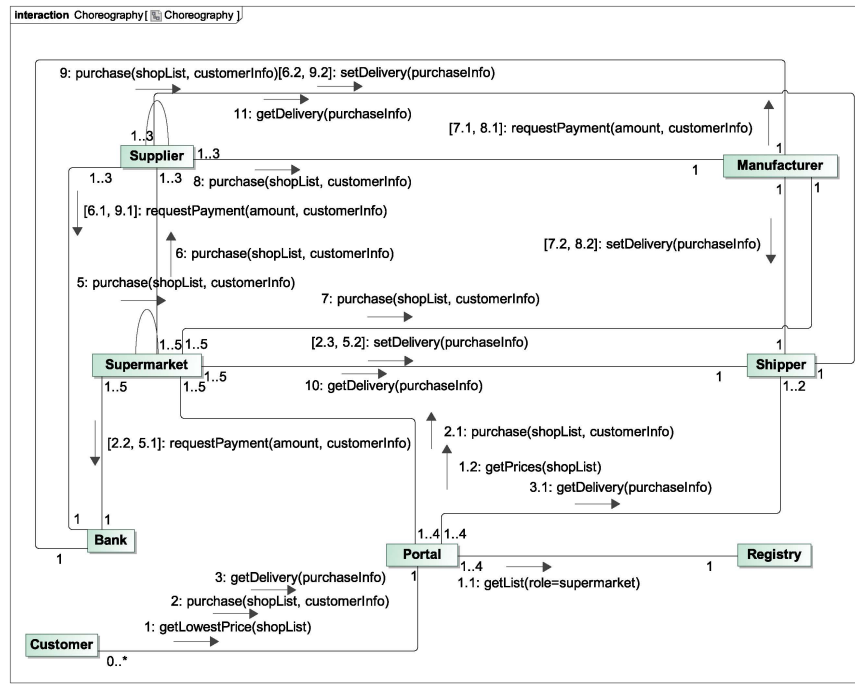 interaction Choreography[ Choreography ]
9: purchase(shopList, customerInfo)[6.2, 9.2]: setDelivery(purchaseInfo)
11: getDelivery(purchaseInfo)
[7.1, 8.1]: requestPayment(amount, customerInfo)
1..3
1
Supplier
1..3
Manufacturer
1..3
1..3
8: purchase(shopList, customerInfo)
1
1
1
[6.1, 9.1]: requestPayment(amount, customerInfo)
[7.2, 8.2]: setDelivery(purchaseInfo)
6: purchase(shopList, customerInfo)
5: purchase(shopList, customerInfo)
7: purchase(shopList, customerInfo)
1..5
1..5
[2.3, 5.2]: setDelivery(purchaseInfo)
1
Supermarket
Shipper
1..5
1..5
1..5
10: getDelivery(purchaseInfo)
1
1
1..2
2.1: purchase(shopList, customerInfo)
[2.2, 5.1]: requestPayment(amount, customerInfo)
1.2: getPrices(shopList)
3.1: getDelivery(purchaseInfo)
1
1
Bank
1
1..4
1..4
Portal
Registry
1
1..4
1
3: getDelivery(purchaseInfo)
1.1: getList(role=supermarket)
2: purchase(shopList, customerInfo)
1: getLowestPrice(shopList)
Customer
0..*